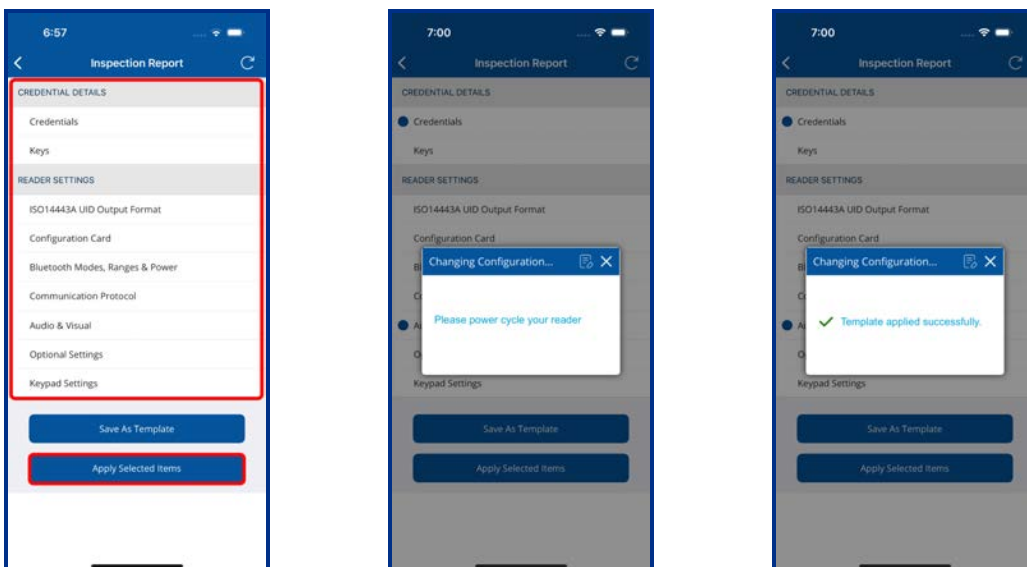 6:57
Inspection Report
CREDENTIAL DETAILS
Credentials
Keys
READER SETTINGS
ISO14443A UID Output Format
Configuration Card
Bluetooth Modes, Ranges & Power
Communication Protocol
Audio & Visual
Optional Settings
Keypad Settings
Save As Template
Apply Selected Items
7:00
Inspection Report
CREDENTIAL DETAILS
Credentials
Keys
READER SETTINGS
ISO14443A UID Output Format
Configuration Card
Changing Configuration...
Please power cycle your reader
Keypad Settings
Save As Template
Apply Selected Items
7:00
Inspection Report
CREDENTIAL DETAILS
Credentials
Keys
READER SETTINGS
ISO14443A UID Output Format
Configuration Card
Changing Configuration...
Template applied successfully.
Keypad Settings
Save As Template
Apply Selected Items